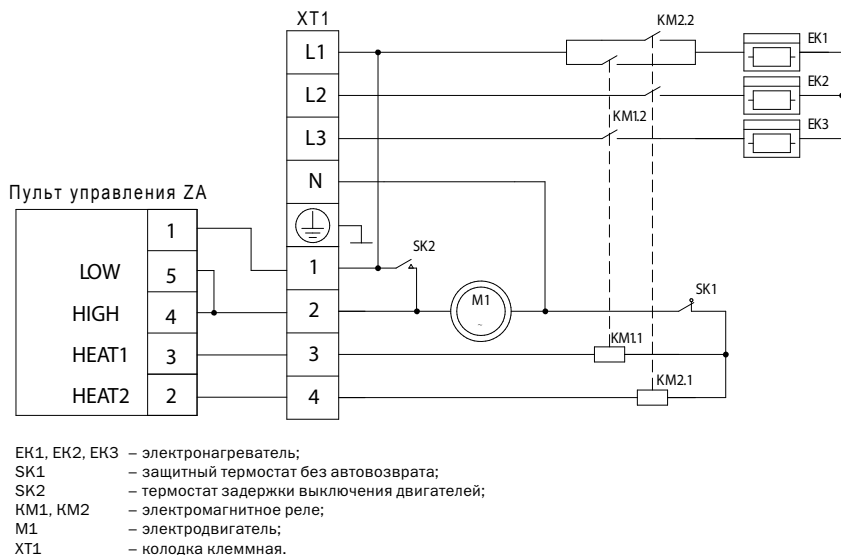 XT1
L1
L2
L3
N
1
2
3
4
KM2.2
EK1
EK2
KM1.2
EK3
Пульт управления ZA
1
LOW 5
HIGH 4
HEAT1 3
HEAT2 2
SK2
M1
~
SK1
KM1.1
KM2.1
EK1, EK2, EK3 – электронагреватель;
SK1 – защитный термостат без автовозврата;
SK2 – термостат задержки выключения двигателей;
KM1, KM2 – электромагнитное реле;
M1 – электродвигатель;
XT1 – колодка клеммная.